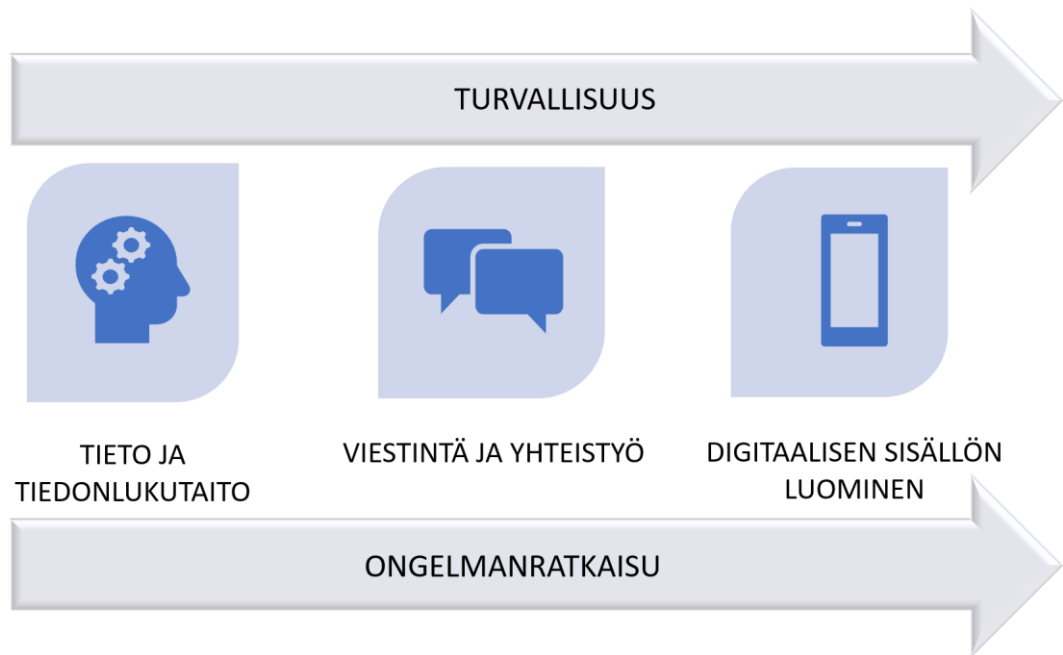 TURVALLISUUS
TIETO JA
TIEDONLUKUTAITO
VIESTINTÄ JA YHTEISTYÖ
DIGITAALISEN SISÄLLÖN
LUOMINEN
ONGELMANRATKAISU